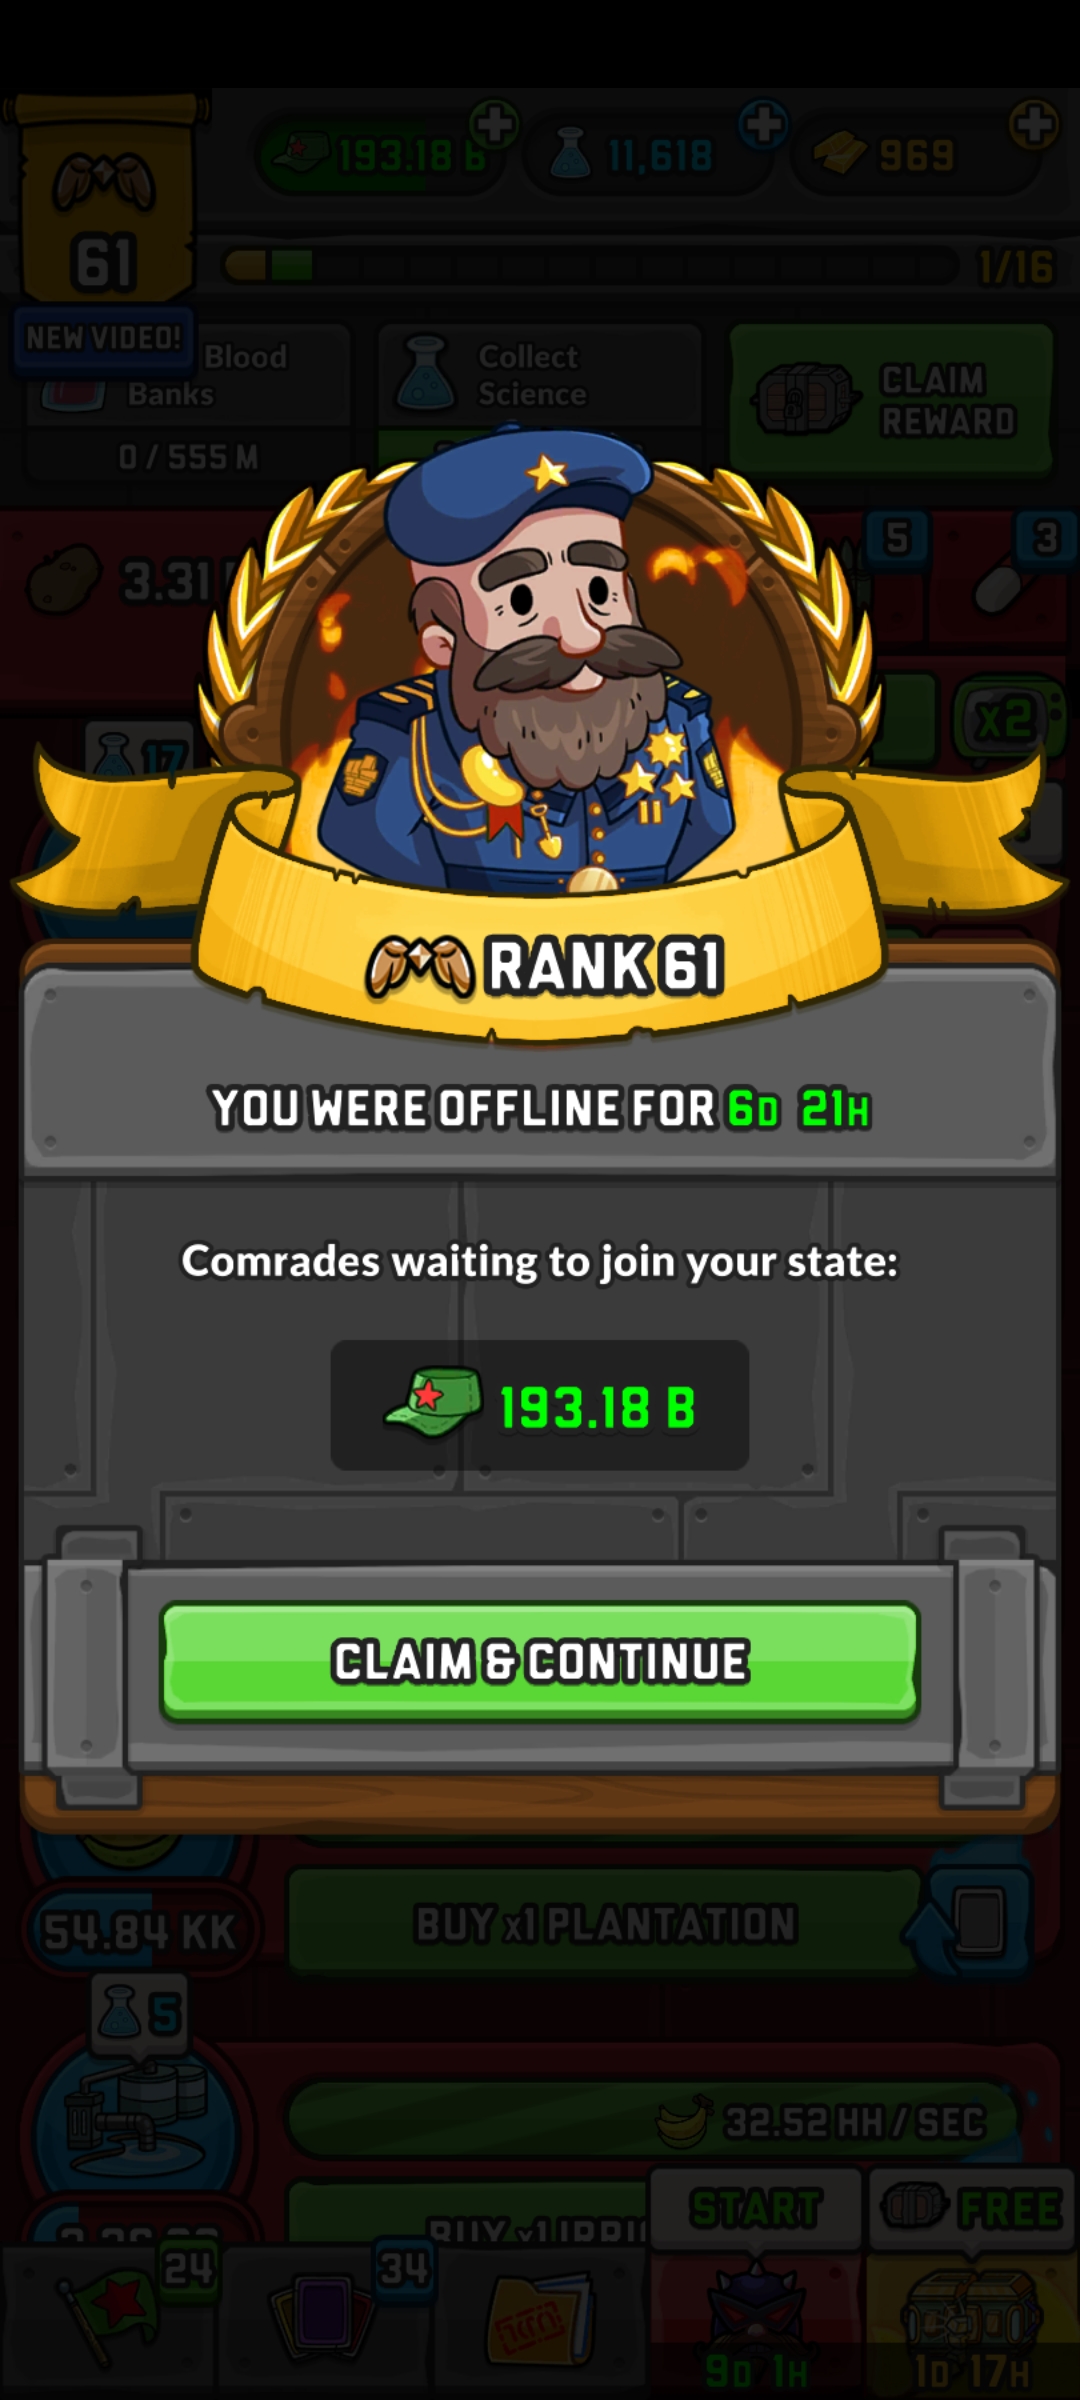 193.18 B
11,618
969
61
1/16
NEW VIDEO!
Blood
Banks
0 / 555 M
Collect
Science
CLAIM
REWARD
3.31
5
3
17
x2
RANK 61
YOU WERE OFFLINE FOR 6D 21H
Comrades waiting to join your state:
193.18 B
CLAIM & CONTINUE
54.84 KK
BUY x1 PLANTATION
5
32.52 HH / SEC
START
FREE
BUY x1
24
34
9D 1H
1D 17H